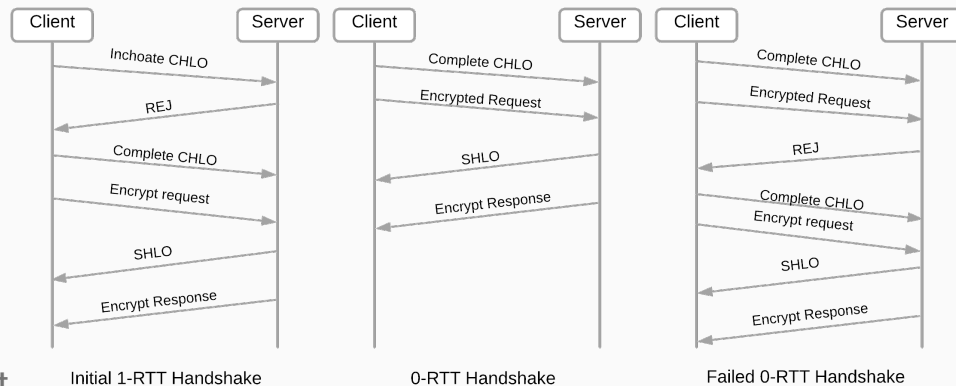 Client
Server
Inchoate CHLO
REJ
Complete CHLO
Encrypt request
SHLO
Encrypt Response
Initial 1-RTT Handshake
Client
Server
Complete CHLO
Encrypted Request
SHLO
Encrypt Response
0-RTT Handshake
Client
Server
Complete CHLO
Encrypted Request
REJ
Complete CHLO
Encrypt request
SHLO
Encrypt Response
Failed 0-RTT Handshake